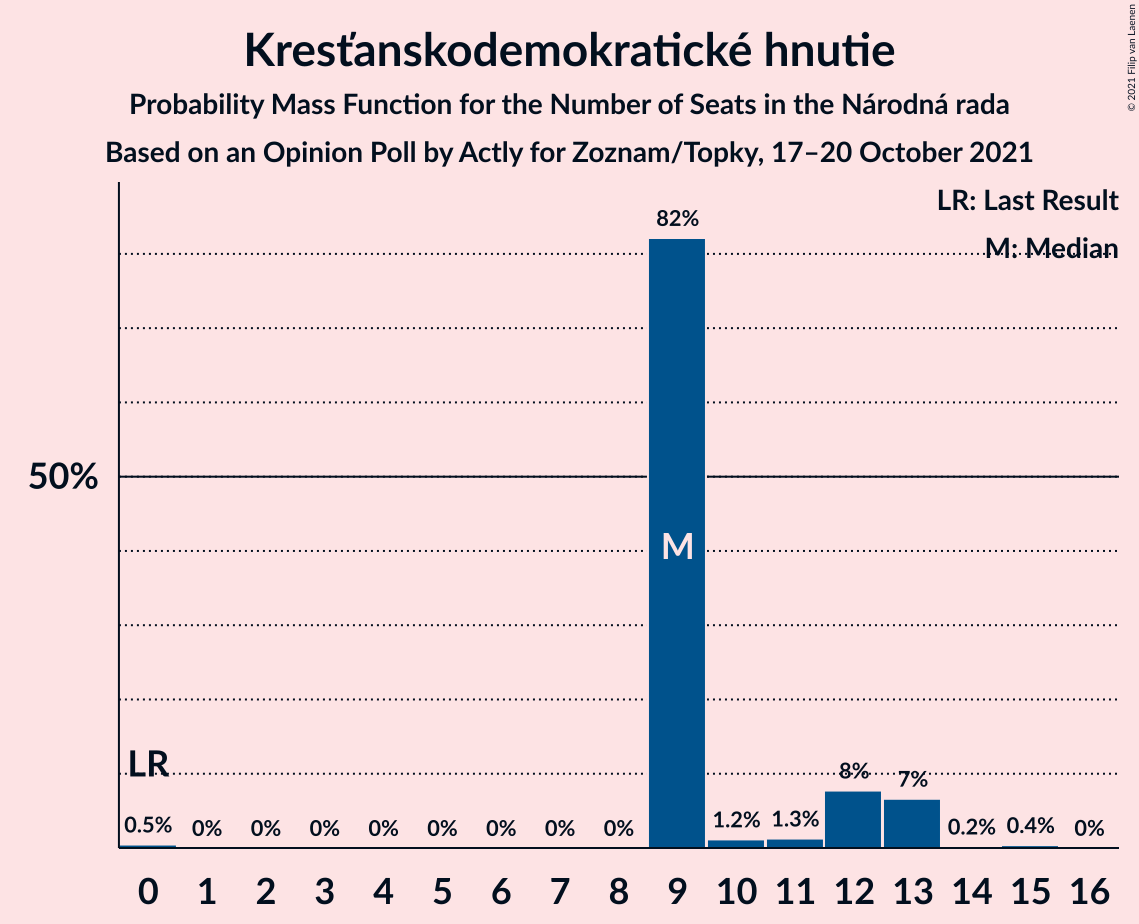 Kresťanskodemokratické hnutie
Probability Mass Function for the Number of Seats in the Národná rada
Based on an Opinion Poll by Actly for Zoznam/Topky, 17–20 October 2021
© 2021 Filip van Laenen
LR: Last Result
M: Median
82%
50%
M
LR
0.5% 0% 0% 0% 0% 0% 0% 0% 0% 1.2% 1.3% 8% 7% 0.2% 0.4% 0%
0 1 2 3 4 5 6 7 8 9 10 11 12 13 14 15 16